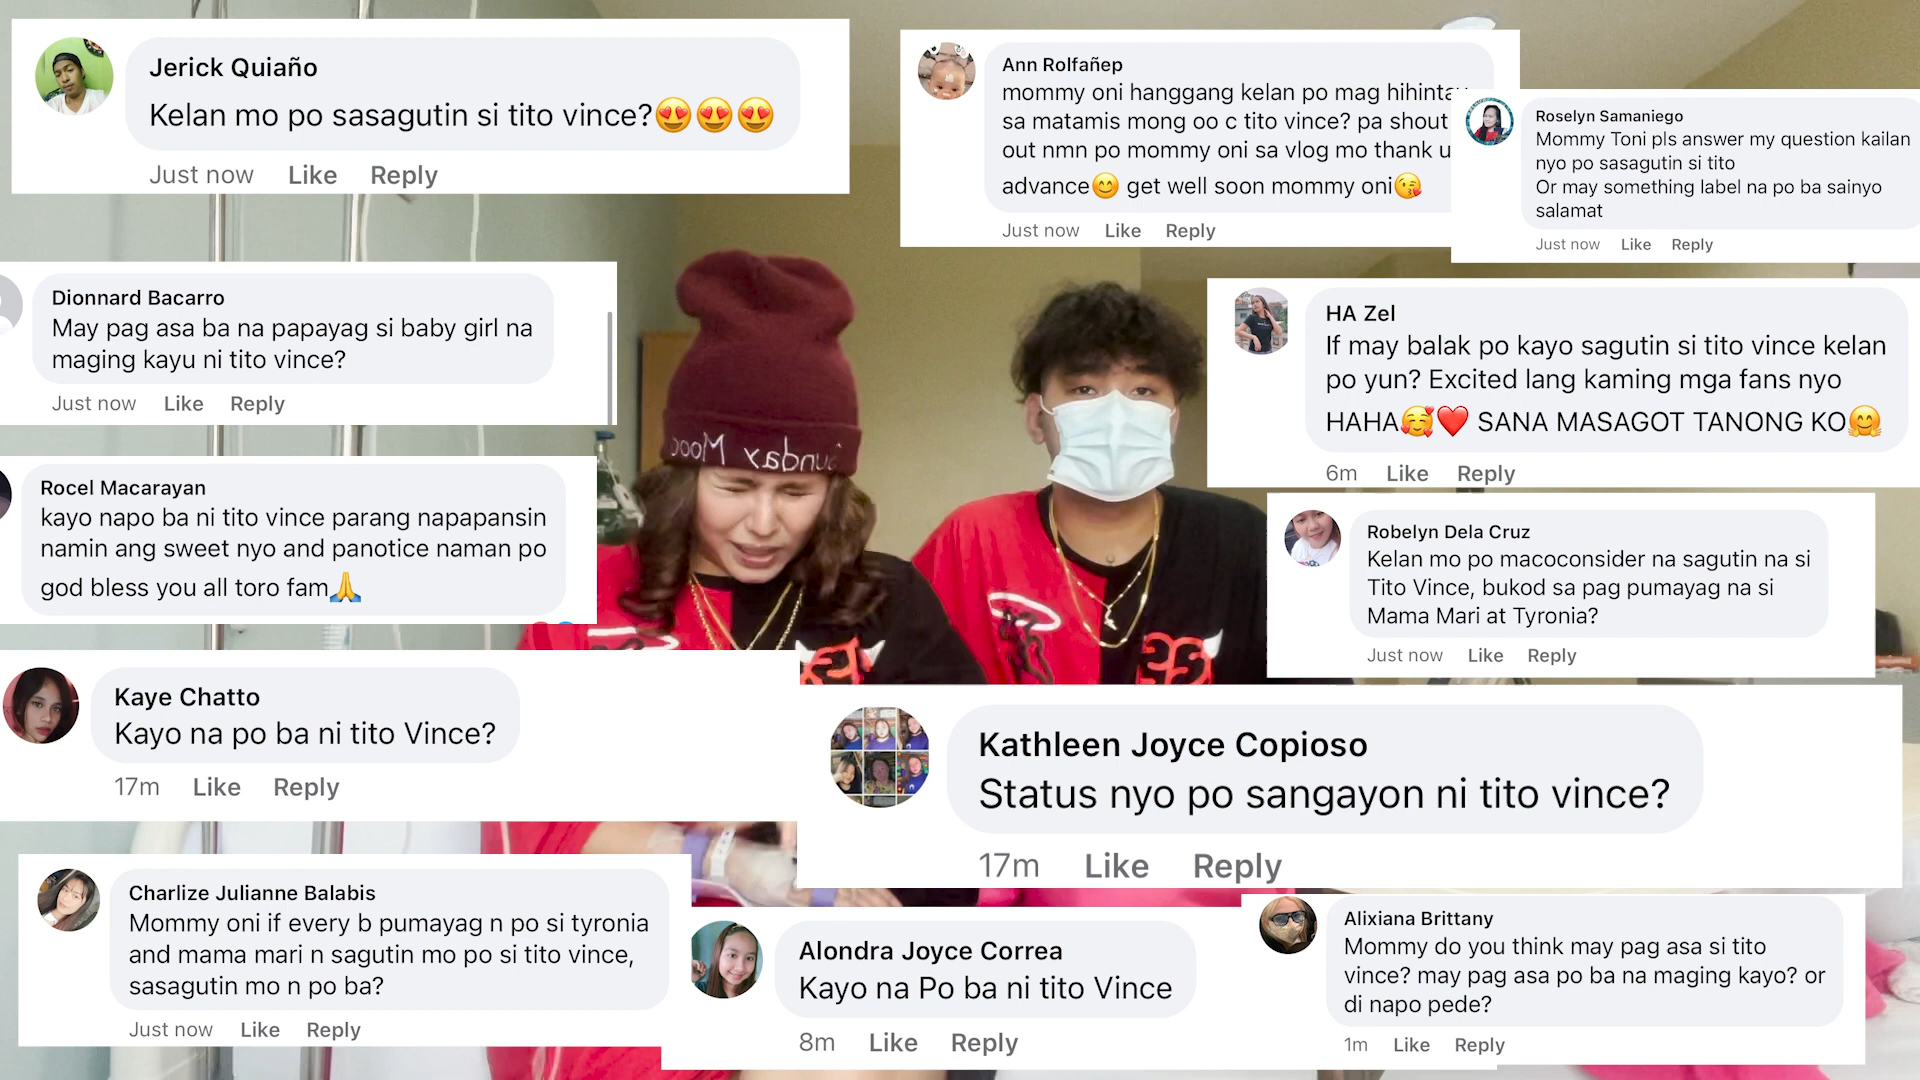 Jerick Quiaño
Kelan mo po sasagutin si tito vince?😍😍😍
Just now Like Reply
Ann Rolfañep
mommy oni hanggang kelan po mag
sa matamis mong oo c tito vince? pa shout
out nmn po mommy oni sa vlog mo thank u
advance😊 get well soon mommy oni😘
Just now Like Reply
Roselyn Samaniego
Mommy Toni pls answer my question kailan
nyo po sasagutin si tito
Or may something label na po ba sainyo
salamat
Just now Like Reply
Dionnard Bacarro
May pag asa ba na papayag si baby girl na
maging kayu ni tito vince?
Just now Like Reply
HA Zel
If may balak po kayo sagutin si tito vince kelan
po yun? Excited lang kaming mga fans nyo
HAHA🥰❤️ SANA MASAGOT TANONG KO🤗
6m Like Reply
Sunday Mood
Rocel Macarayan
kayo napo ba ni tito vince parang napapansin
namin ang sweet nyo and panotice naman po
god bless you all toro fam🙏
Robelyn Dela Cruz
Kelan mo po macoconsider na sagutin na si
Tito Vince, bukod sa pag pumayag na si
Mama Mari at Tyronia?
Just now Like Reply
Kaye Chatto
Kayo na po ba ni tito Vince?
17m Like Reply
Kathleen Joyce Copioso
Status nyo po sangayon ni tito vince?
17m Like Reply
Charlize Julianne Balabis
Mommy oni if every b pumayag n po si tyronia
and mama mari n sagutin mo po si tito vince,
sasagutin mo n po ba?
Just now Like Reply
Alondra Joyce Correa
Kayo na Po ba ni tito Vince
8m Like Reply
Alixiana Brittany
Mommy do you think may pag asa si tito
vince? may pag asa po ba na maging kayo? or
di napo pede?
1m Like Reply